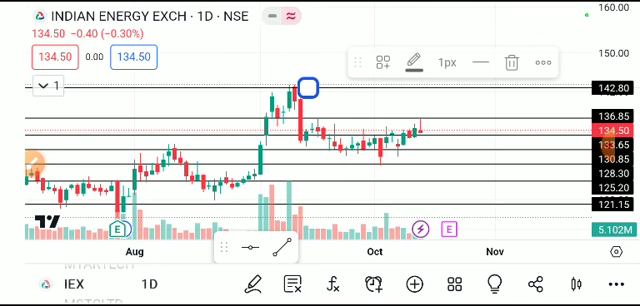 INDIAN ENERGY EXCH · 1D · NSE
160.00
134.50 −0.40 (−0.30%)
134.50 0.00 134.50
150.00
1px
1
142.80
136.85
134.50
133.65
130.85
128.30
125.20
121.15
5.102M
E E
Aug Oct Nov
MTARTECH
IEX 1D